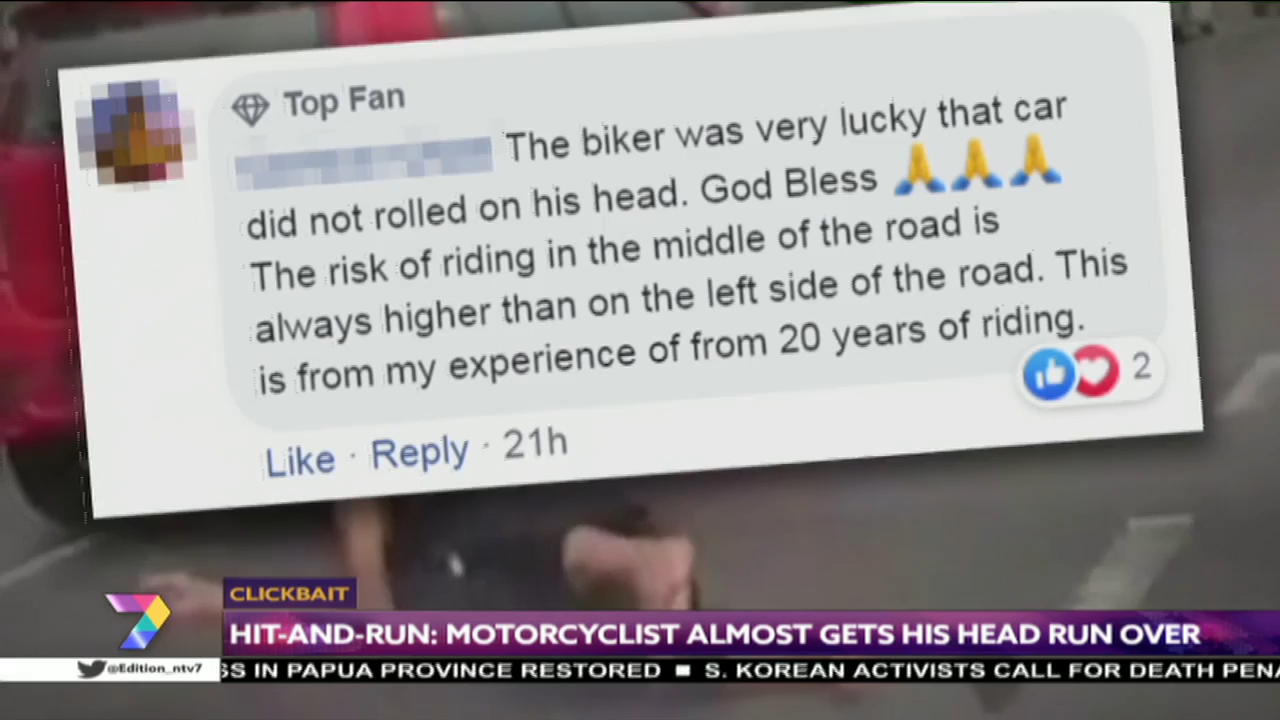 Top Fan
The biker was very lucky that car
did not rolled on his head. God Bless 🙏🙏🙏
The risk of riding in the middle of the road is
always higher than on the left side of the road. This
is from my experience of from 20 years of riding.
2
Like · Reply · 21h
CLICKBAIT
7
HIT-AND-RUN: MOTORCYCLIST ALMOST GETS HIS HEAD RUN OVER
@Edition_ntv7
SS IN PAPUA PROVINCE RESTORED ■ S. KOREAN ACTIVISTS CALL FOR DEATH PENA